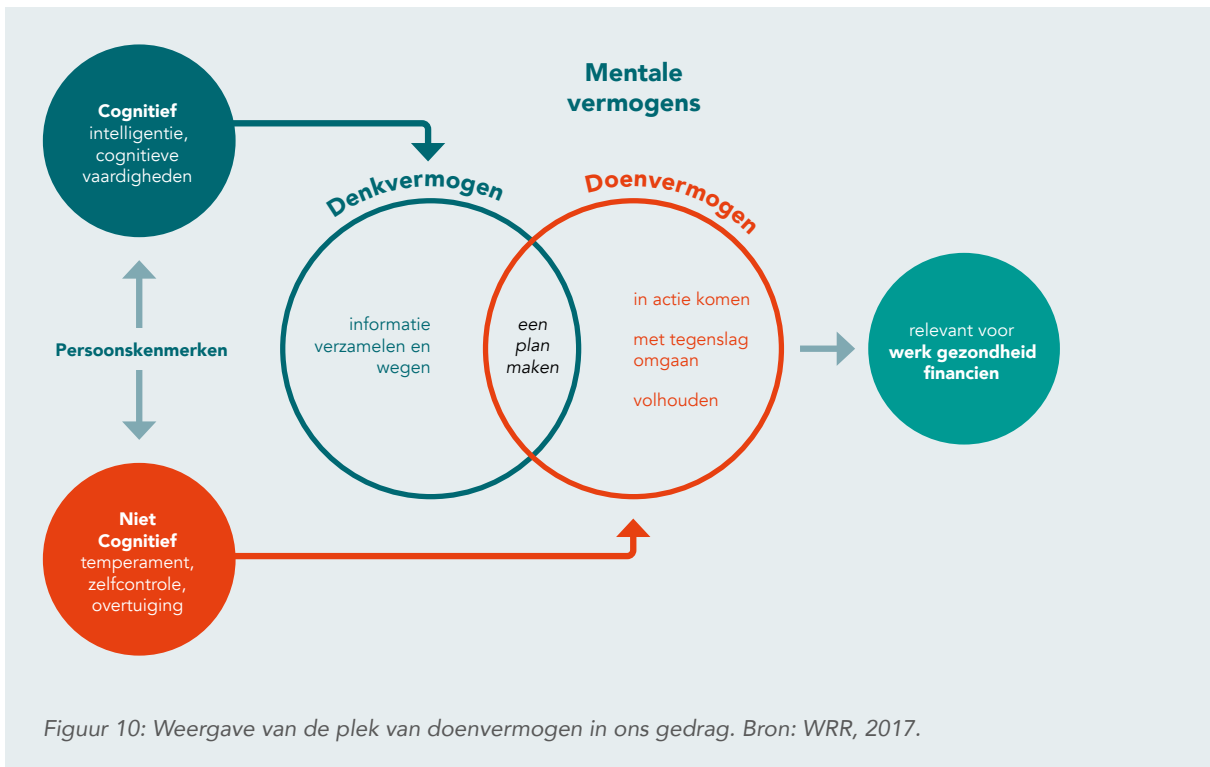 Mentale
vermogens
Cognitief
intelligentie,
cognitieve
vaardigheden
Persoonskenmerken
Niet
Cognitief
temperament,
zelfcontrole,
overtuiging
Denkvermogen
informatie
verzamelen en
wegen
een
plan
maken
Doenvermogen
in actie komen
met tegenslag
omgaan
volhouden
relevant voor
werk gezondheid
financien
Figuur 10: Weergave van de plek van doenvermogen in ons gedrag. Bron: WRR, 2017.